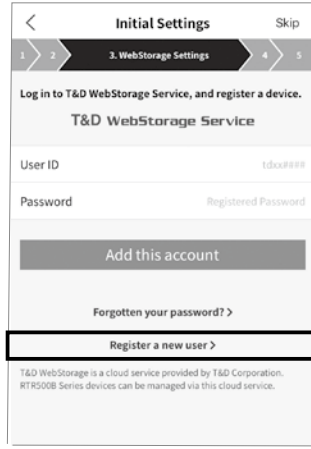 Initial Settings Skip
1 2 3. WebStorage Settings 4 5
Log in to T&D WebStorage Service, and register a device.
T&D WebStorage Service
User ID tdxx####
Password Registered Password
Add this account
Forgotten your password? >
Register a new user >
T&D WebStorage is a cloud service provided by T&D Corporation.
RTR500B Series devices can be managed via this cloud service.